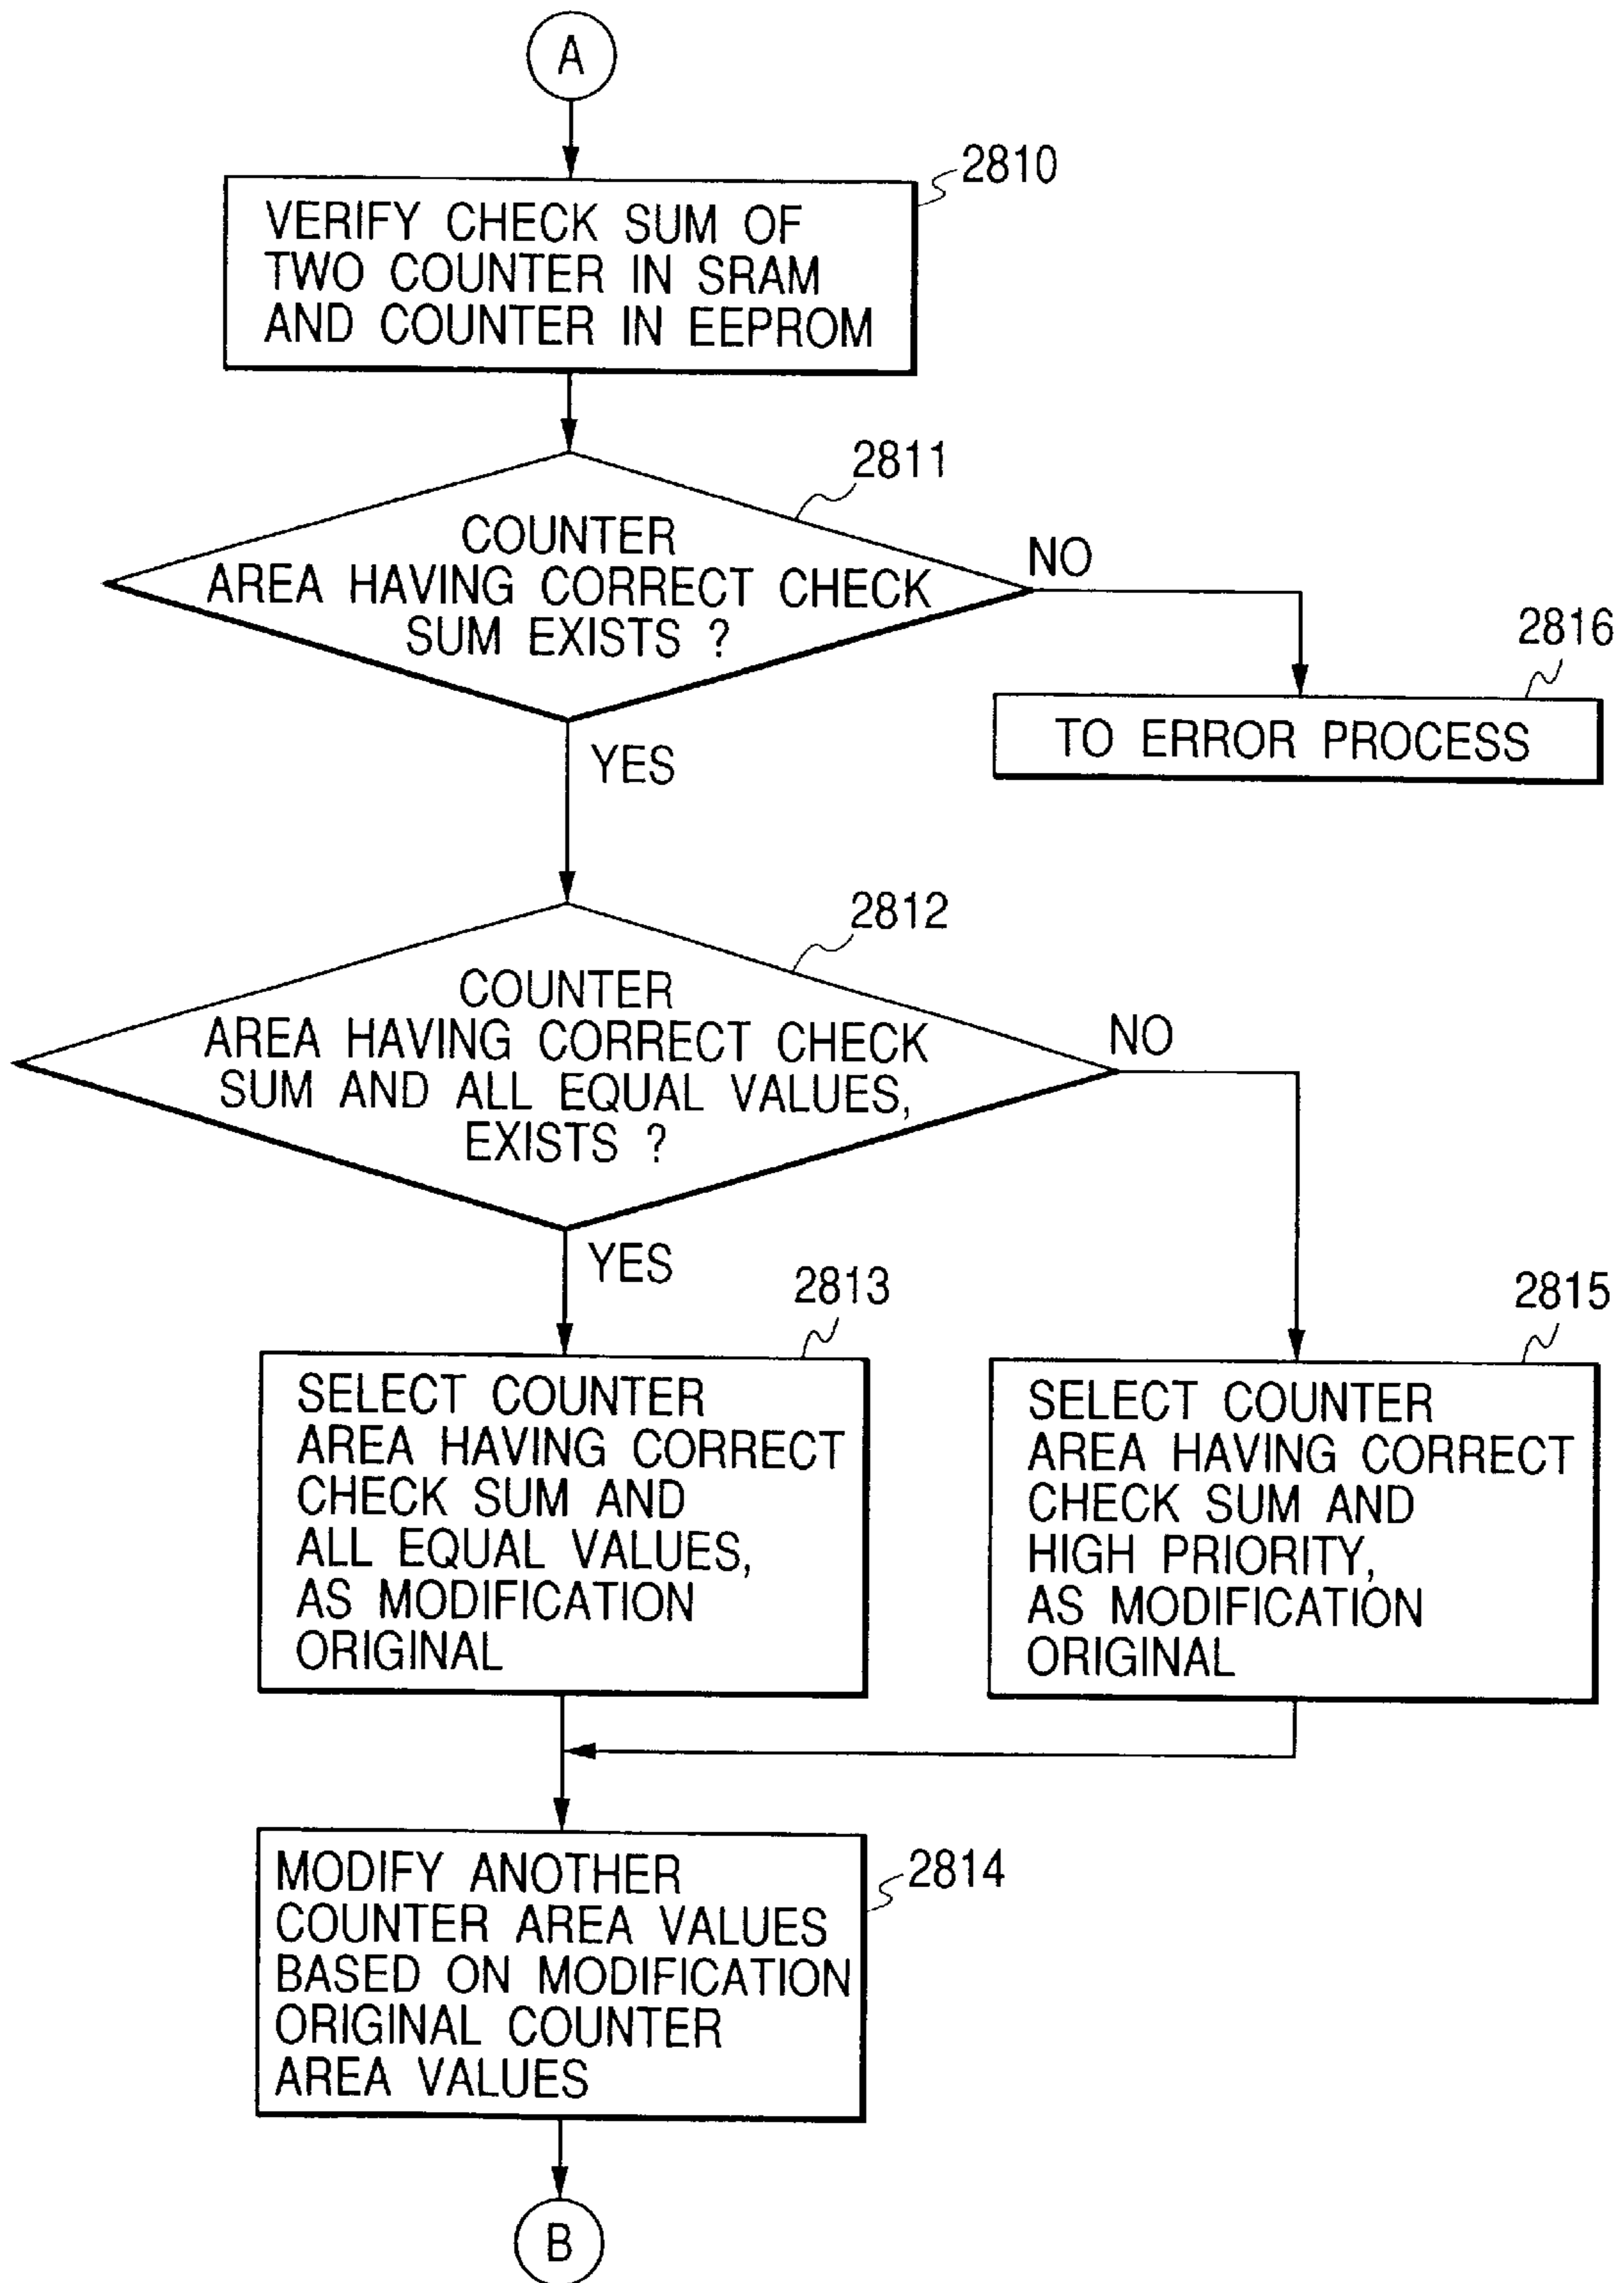 A
2810
VERIFY CHECK SUM OF
TWO COUNTER IN SRAM
AND COUNTER IN EEPROM
2811
COUNTER
AREA HAVING CORRECT CHECK
SUM EXISTS ?
NO
2816
TO ERROR PROCESS
YES
2812
COUNTER
AREA HAVING CORRECT CHECK
SUM AND ALL EQUAL VALUES,
EXISTS ?
NO
YES
2813
SELECT COUNTER
AREA HAVING CORRECT
CHECK SUM AND
ALL EQUAL VALUES,
AS MODIFICATION
ORIGINAL
2815
SELECT COUNTER
AREA HAVING CORRECT
CHECK SUM AND
HIGH PRIORITY,
AS MODIFICATION
ORIGINAL
2814
MODIFY ANOTHER
COUNTER AREA VALUES
BASED ON MODIFICATION
ORIGINAL COUNTER
AREA VALUES
B